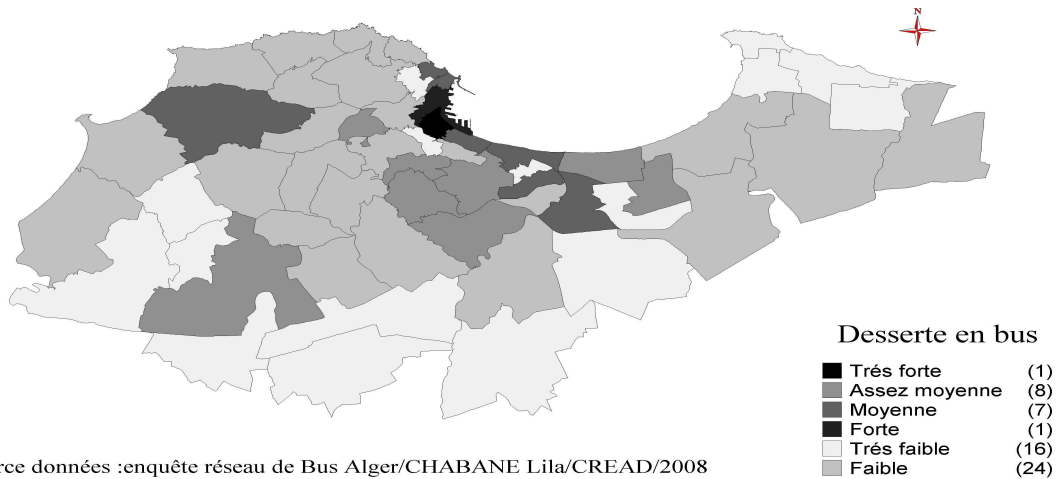 N
Desserte en bus
Trés forte (1)
Assez moyenne (8)
Moyenne (7)
Forte (1)
Trés faible (16)
Faible (24)
rce données :enquête réseau de Bus Alger/CHABANE Lila/CREAD/2008